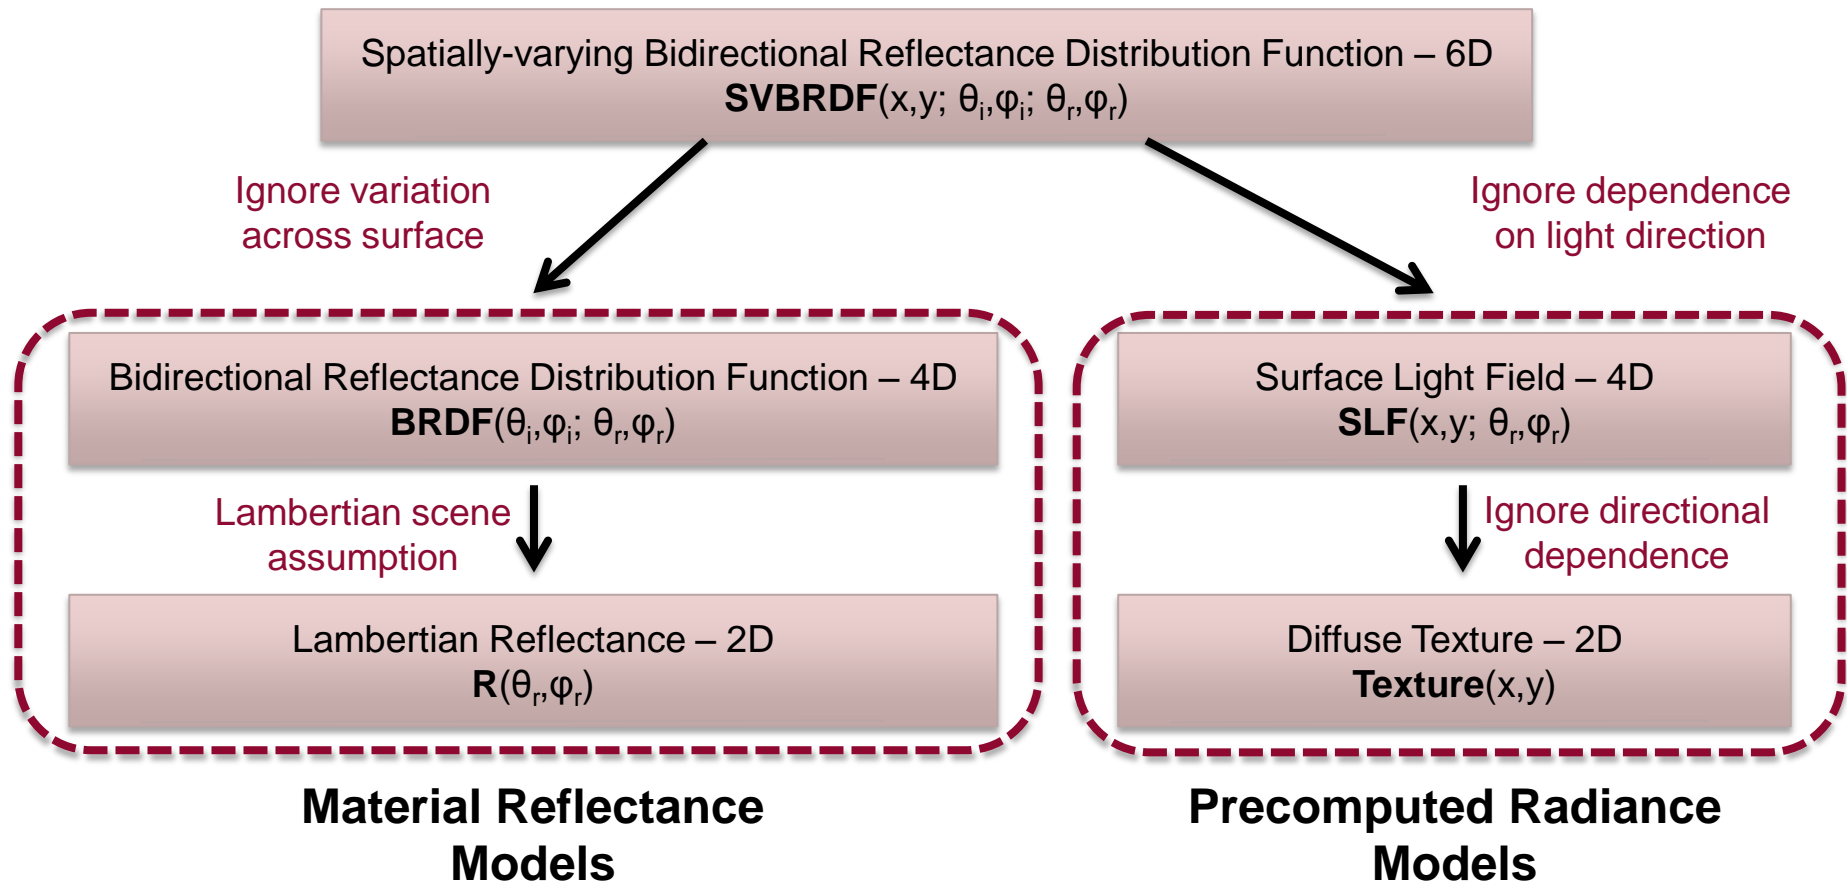 Spatially-varying Bidirectional Reflectance Distribution Function – 6D
SVBRDF(x,y; θi,φi; θr,φr)
Ignore variation
across surface
Ignore dependence
on light direction
Bidirectional Reflectance Distribution Function – 4D
BRDF(θi,φi; θr,φr)
Lambertian scene
assumption
Lambertian Reflectance – 2D
R(θr,φr)
Surface Light Field – 4D
SLF(x,y; θr,φr)
Ignore directional
dependence
Diffuse Texture – 2D
Texture(x,y)
Material Reflectance
Models
Precomputed Radiance
Models